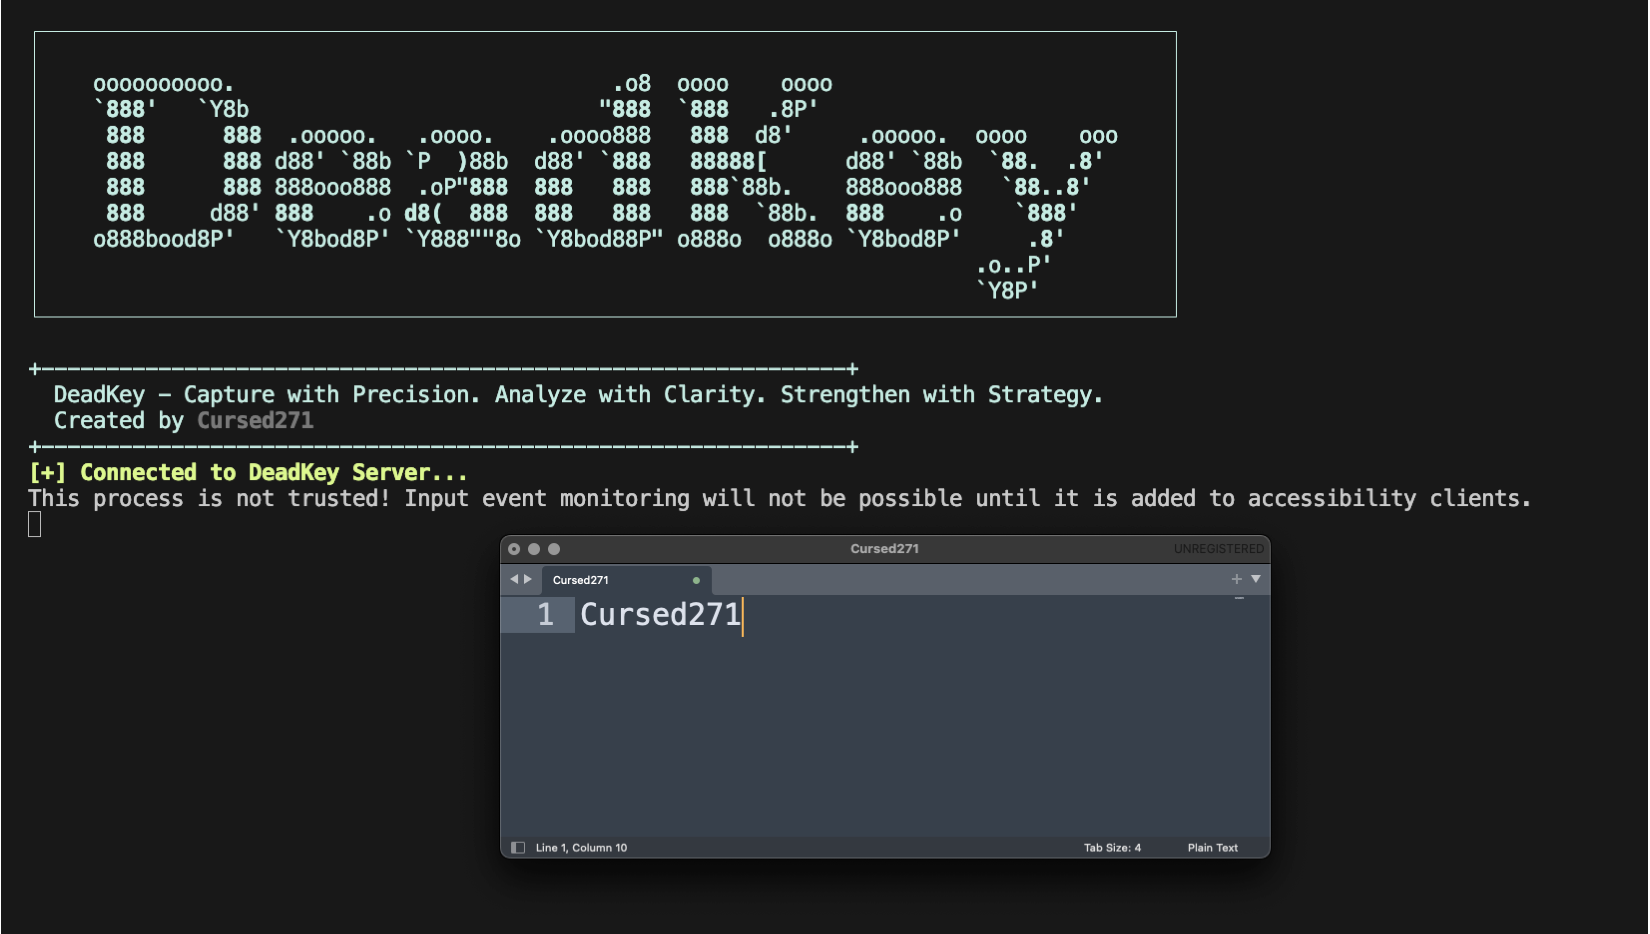 oooooooooo.                             .o8  oooo    oooo
`888'   `Y8b                           "888  `888   .8P'
 888      888  .ooooo.   .oooo.    .oooo888   888  d8'     .ooooo.  oooo    ooo
 888      888 d88' `88b `P  )88b  d88' `888   88888[      d88' `88b  `88.  .8'
 888      888 888ooo888  .oP"888  888   888   888`88b.    888ooo888   `88..8'
 888     d88' 888    .o d8(  888  888   888   888  `88b.  888    .o    `888'
o888bood8P'   `Y8bod8P' `Y888""8o `Y8bod88P" o888o  o888o `Y8bod8P'     .8'
                                                                    .o..P'
                                                                    `Y8P'
+--------------------------------------------------------------+
DeadKey – Capture with Precision. Analyze with Clarity. Strengthen with Strategy.
Created by Cursed271
+--------------------------------------------------------------+
[+] Connected to DeadKey Server...
This process is not trusted! Input event monitoring will not be possible until it is added to accessibility clients.
Cursed271
UNREGISTERED
Cursed271
1 Cursed271
Line 1, Column 10
Tab Size: 4
Plain Text